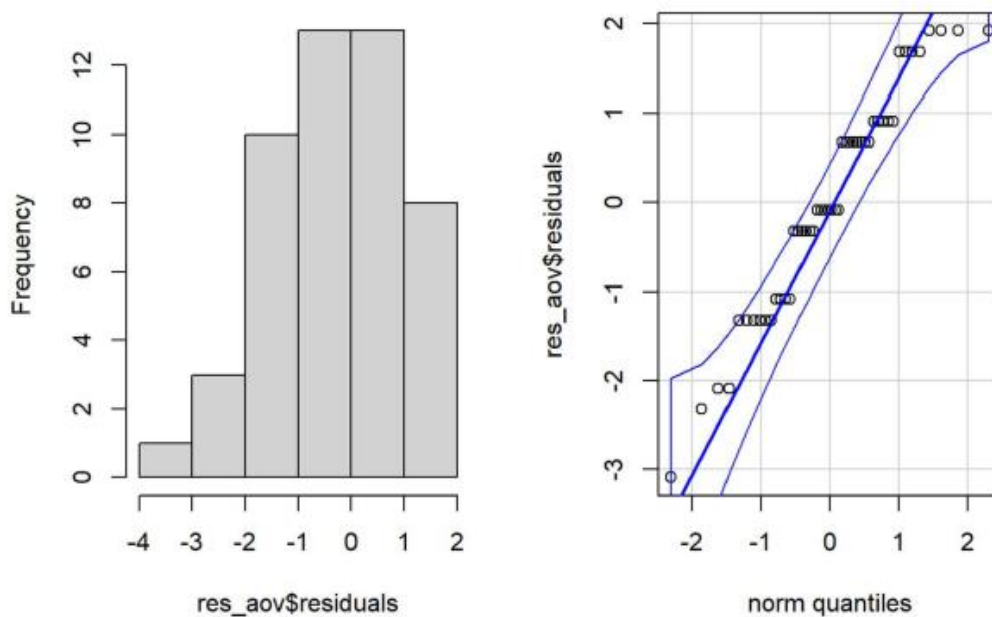 Frequency
12
10
8
6
4
2
0
-4 -3 -2 -1 0 1 2
res_aov$residuals
res_aov$residuals
2
1
0
-1
-2
-3
-2 -1 0 1 2
norm quantiles